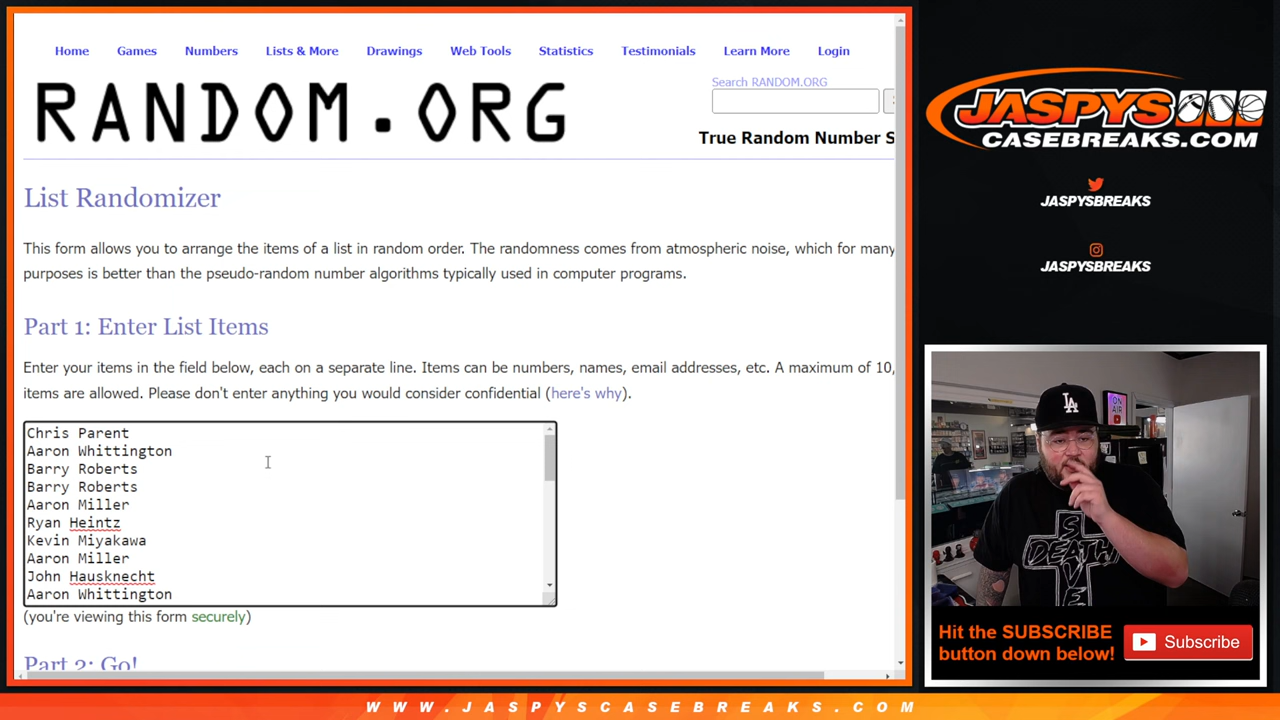 Home Games Numbers Lists & More Drawings Web Tools Statistics Testimonials Learn More Login
Search RANDOM.ORG
RANDOM.ORG
True Random Number S
List Randomizer
This form allows you to arrange the items of a list in random order. The randomness comes from atmospheric noise, which for many
purposes is better than the pseudo-random number algorithms typically used in computer programs.
Part 1: Enter List Items
Enter your items in the field below, each on a separate line. Items can be numbers, names, email addresses, etc. A maximum of 10,
items are allowed. Please don't enter anything you would consider confidential (here's why).
Chris Parent
Aaron Whittington
Barry Roberts
Barry Roberts
Aaron Miller
Ryan Heintz
Kevin Miyakawa
Aaron Miller
John Hausknecht
Aaron Whittington
(you're viewing this form securely)
Part 2: Go!
JASPYS
CASEBREAKS.COM
JASPYSBREAKS
JASPYSBREAKS
ON
AIR
LA
DEATH
Hit the SUBSCRIBE
button down below!
Subscribe
WWW.JASPYSCASEBREAKS.COM